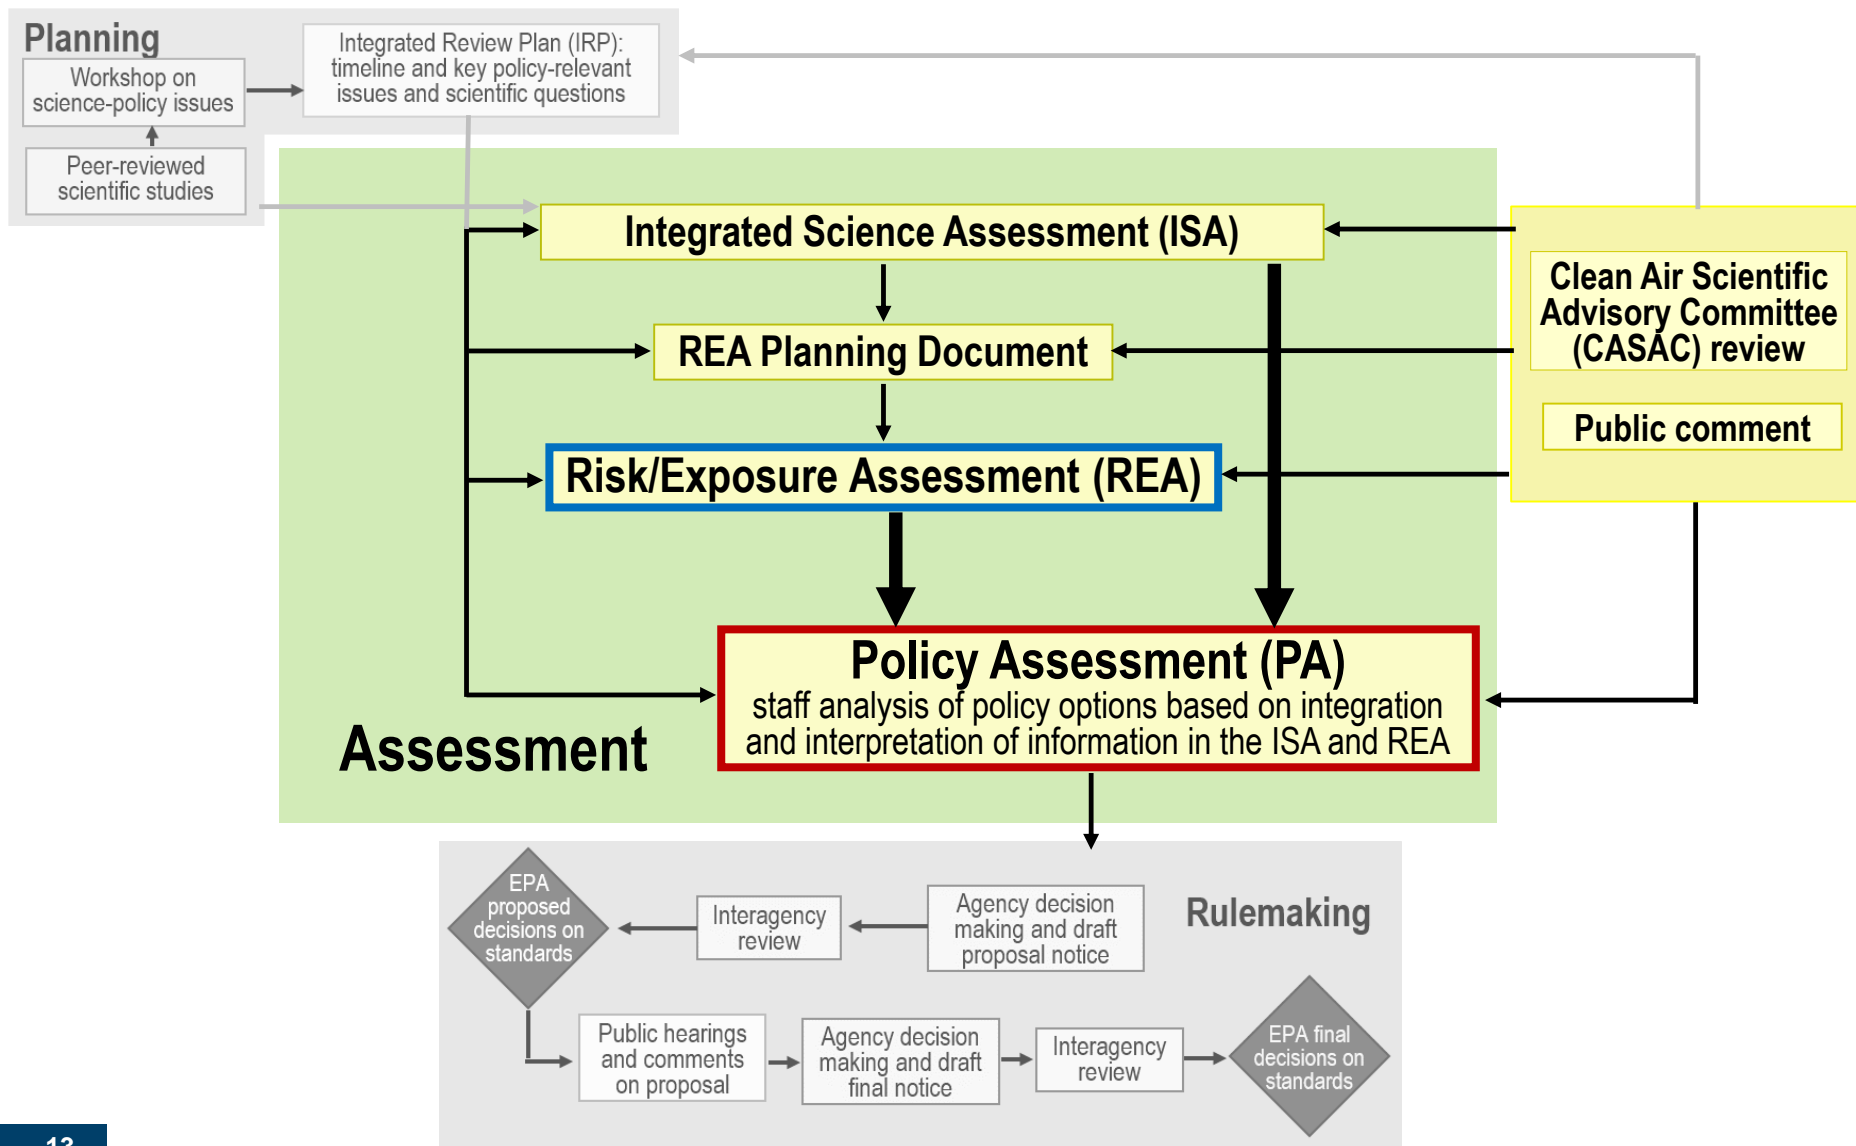 Planning
Workshop on
science-policy issues
Integrated Review Plan (IRP):
timeline and key policy-relevant
issues and scientific questions
Peer-reviewed
scientific studies
Integrated Science Assessment (ISA)
REA Planning Document
Risk/Exposure Assessment (REA)
Policy Assessment (PA)
staff analysis of policy options based on integration
and interpretation of information in the ISA and REA
Assessment
Clean Air Scientific
Advisory Committee
(CASAC) review
Public comment
Rulemaking
Agency decision
making and draft
proposal notice
Interagency
review
EPA
proposed
decisions on
standards
Public hearings
and comments
on proposal
Agency decision
making and draft
final notice
Interagency
review
EPA final
decisions on
standards
13